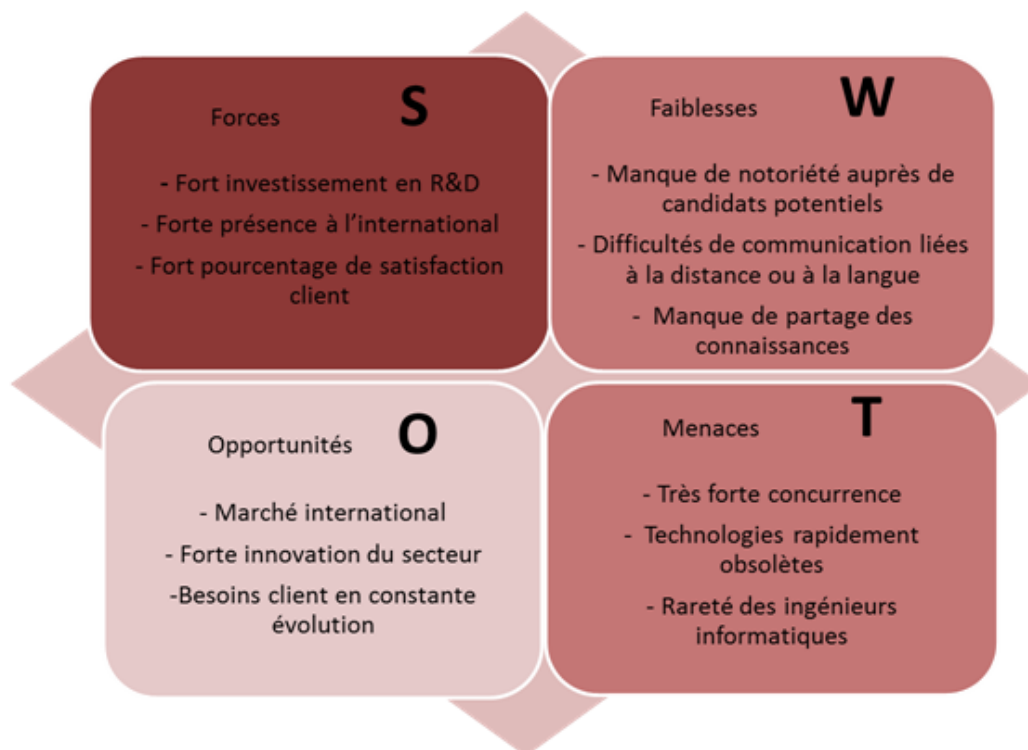 Forces S
- Fort investissement en R&D
- Forte présence à l'international
- Fort pourcentage de satisfaction
client
Faiblesses W
- Manque de notoriété auprès de
candidats potentiels
- Difficultés de communication liées
à la distance ou à la langue
- Manque de partage des
connaissances
Opportunités O
- Marché international
- Forte innovation du secteur
-Besoins client en constante
évolution
Menaces T
- Très forte concurrence
- Technologies rapidement
obsolètes
- Rareté des ingénieurs
informatiques